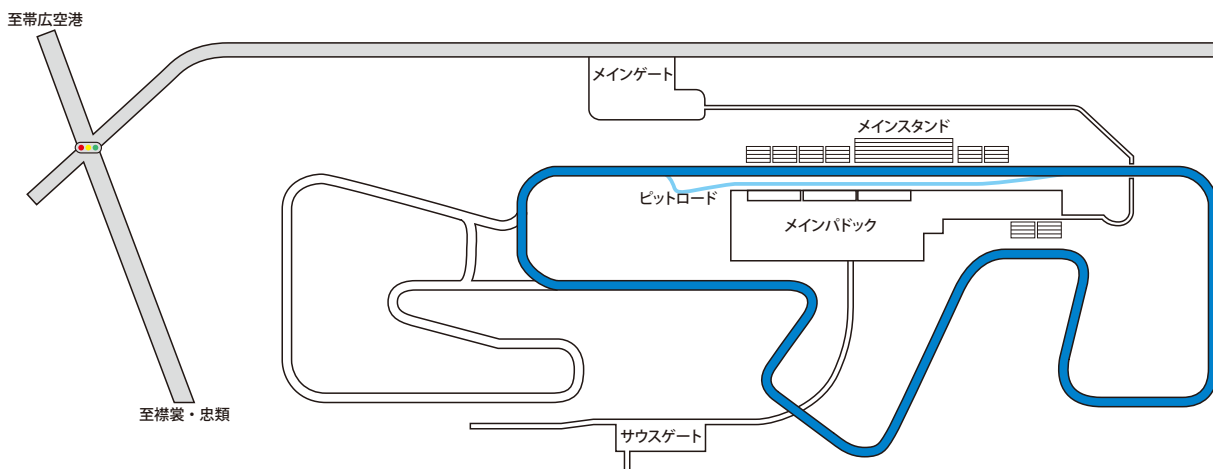 至帯広空港
メインゲート
メインスタンド
ピットロード
メインパドック
至襟裳・忠類
サウスゲート